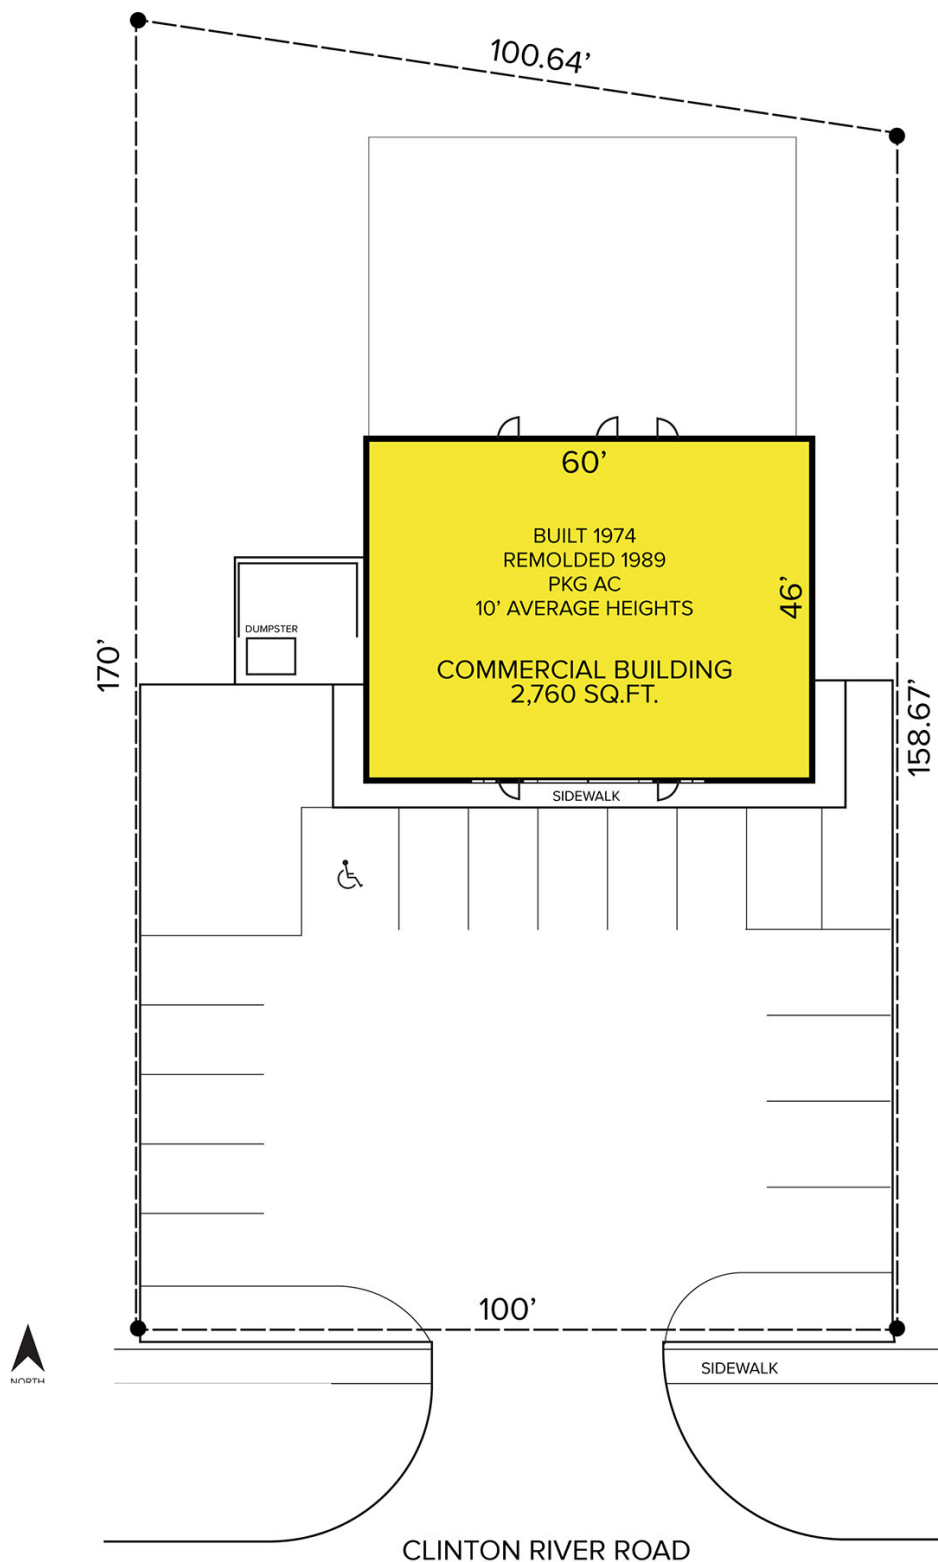 100.64’
60’
BUILT 1974
REMOLDED 1989
PKG AC
10’ AVERAGE HEIGHTS
46’
DUMPSTER
COMMERCIAL BUILDING
2,760 SQ.FT.
170’
158.67’
SIDEWALK
100’
NORTH
SIDEWALK
CLINTON RIVER ROAD